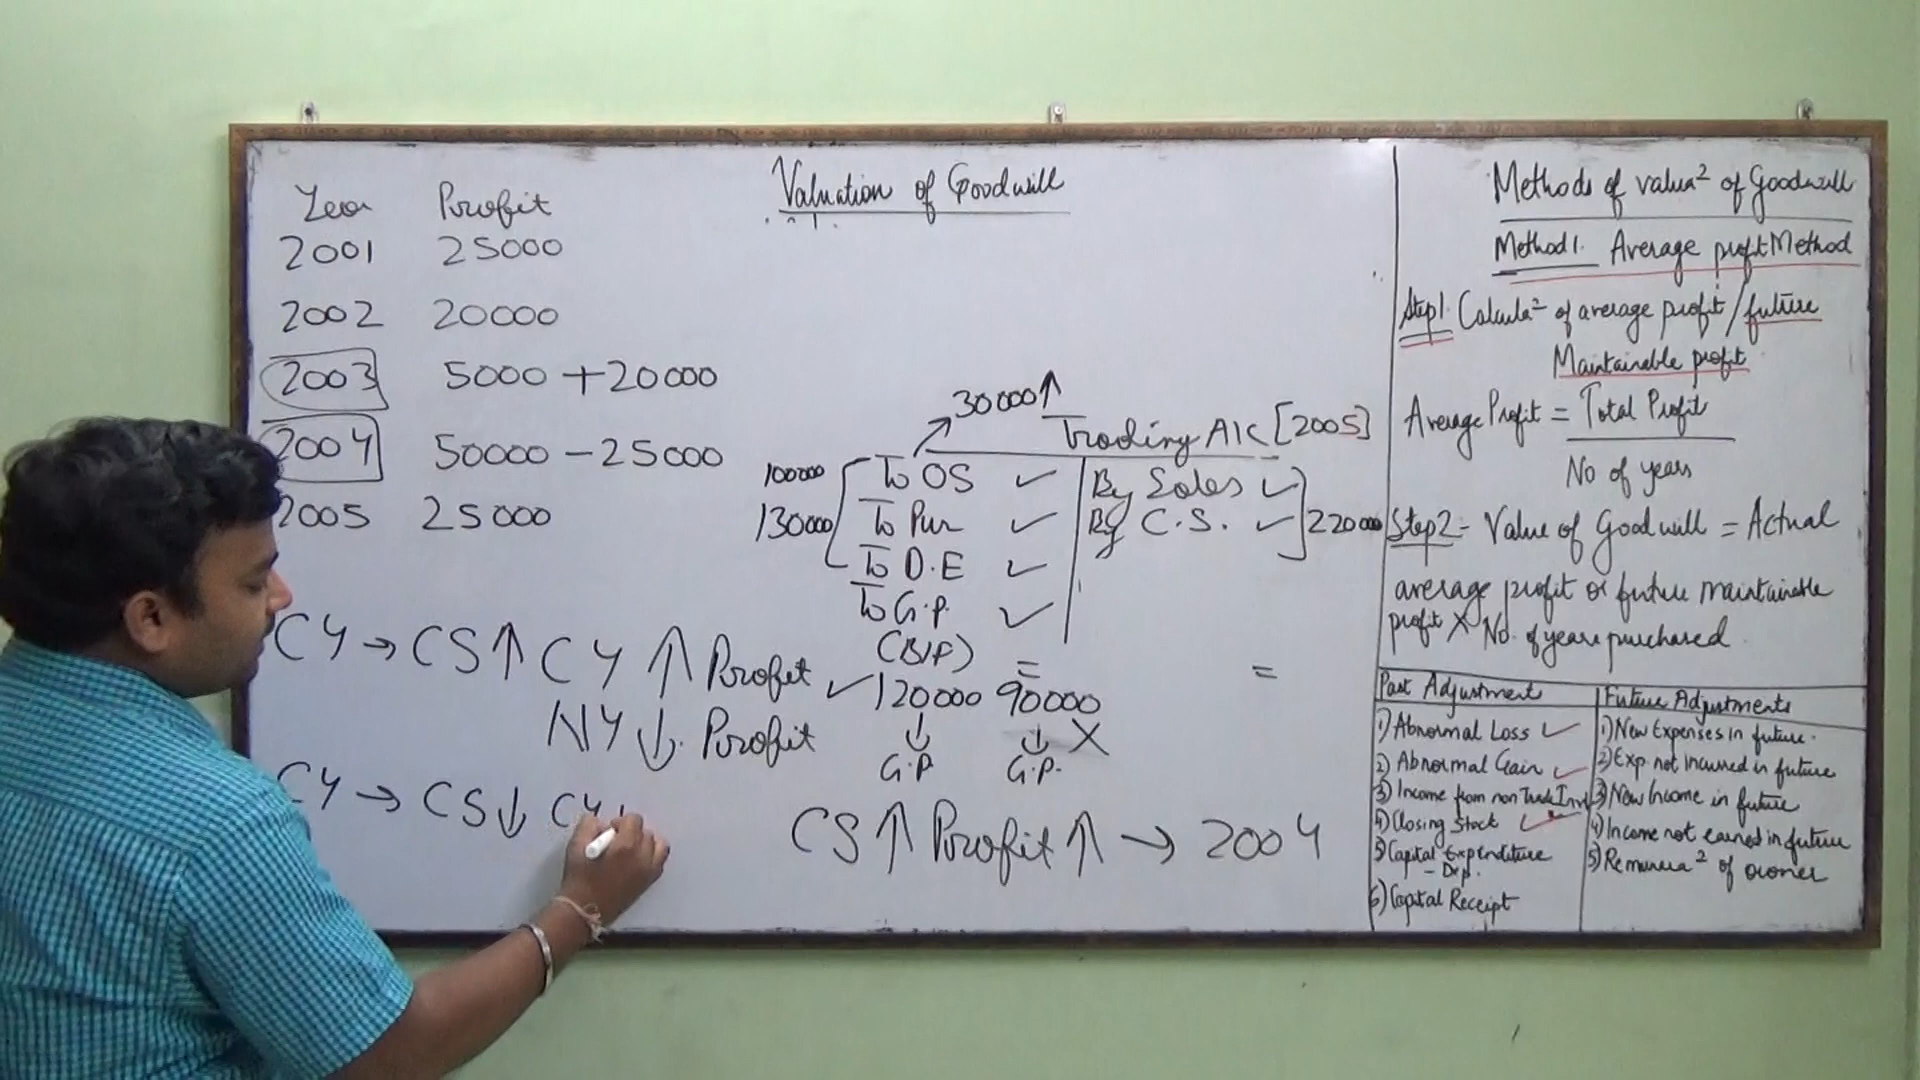 Valuation of Goodwill
Year Profit
2001 25000
2002 20000
2003 5000 + 20000
2004 50000 - 25000
2005 25000
30000↑
Trading A/C [2005]
100000 To OS ✓ By Sales ✓
130000 To Pur ✓ By C.S. ✓ 220000
To D.E ✓
To G.P. ✓
(B/F)
= =
CY → CS↑ CY ↑ Profit ✓ 120000 90000
NY ↓ Profit ↓ ↓ X
G.P. G.P.
CY → CS↓ CY
CS ↑ Profit ↑ → 2004
Methods of valua² of Goodwill
Method 1. Average profit Method
Step 1. Calcula² of average profit / future
Maintainable profit
Average Profit = Total Profit
No of years
Step 2 - Value of Goodwill = Actual
average profit or future maintainable
profit X No. of years purchased.
Past Adjustment
1) Abnormal Loss ✓
2) Abnormal Gain ✓
3) Income from non Trade Inv
4) Closing Stock ✓
5) Capital Expenditure
- Dep.
6) Capital Receipt
Future Adjustments
1) New Expenses in future.
2) Exp. not incurred in future
3) New Income in future
4) Income not earned in future
5) Remunera² of owner